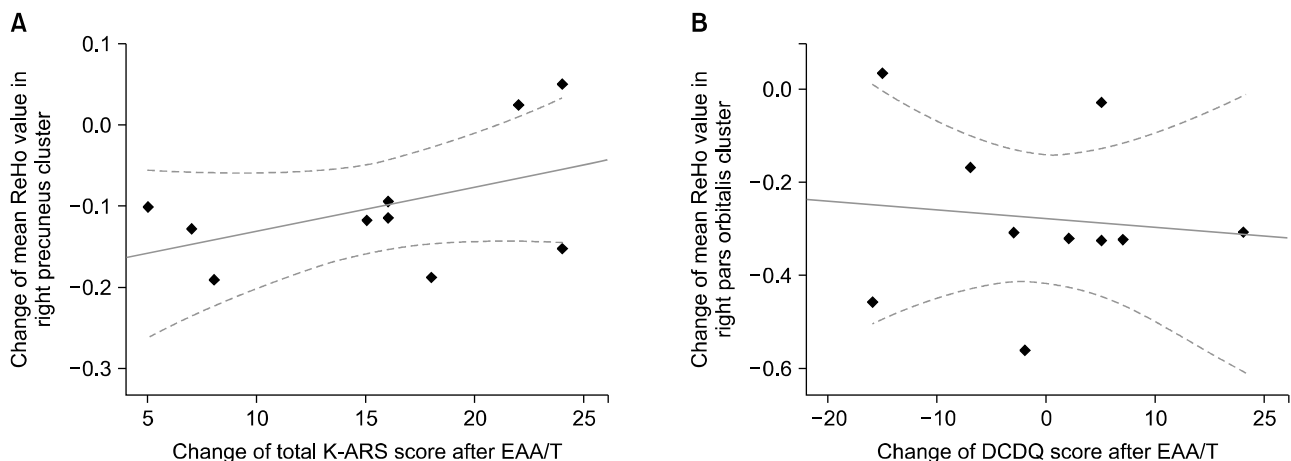 A
Change of mean ReHo value in
right precuneus cluster
0.1
0.0
−0.1
−0.2
−0.3
5
10
15
20
25
Change of total K-ARS score after EAA/T
B
Change of mean ReHo value in
right pars orbitalis cluster
0.0
−0.2
−0.4
−0.6
−20
−10
0
10
25
Change of DCDQ score after EAA/T